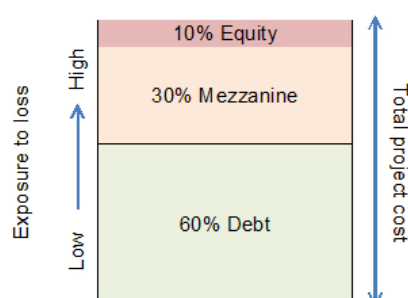 10% Equity
30% Mezzanine
60% Debt
Exposure to loss
High
Low
Total project cost